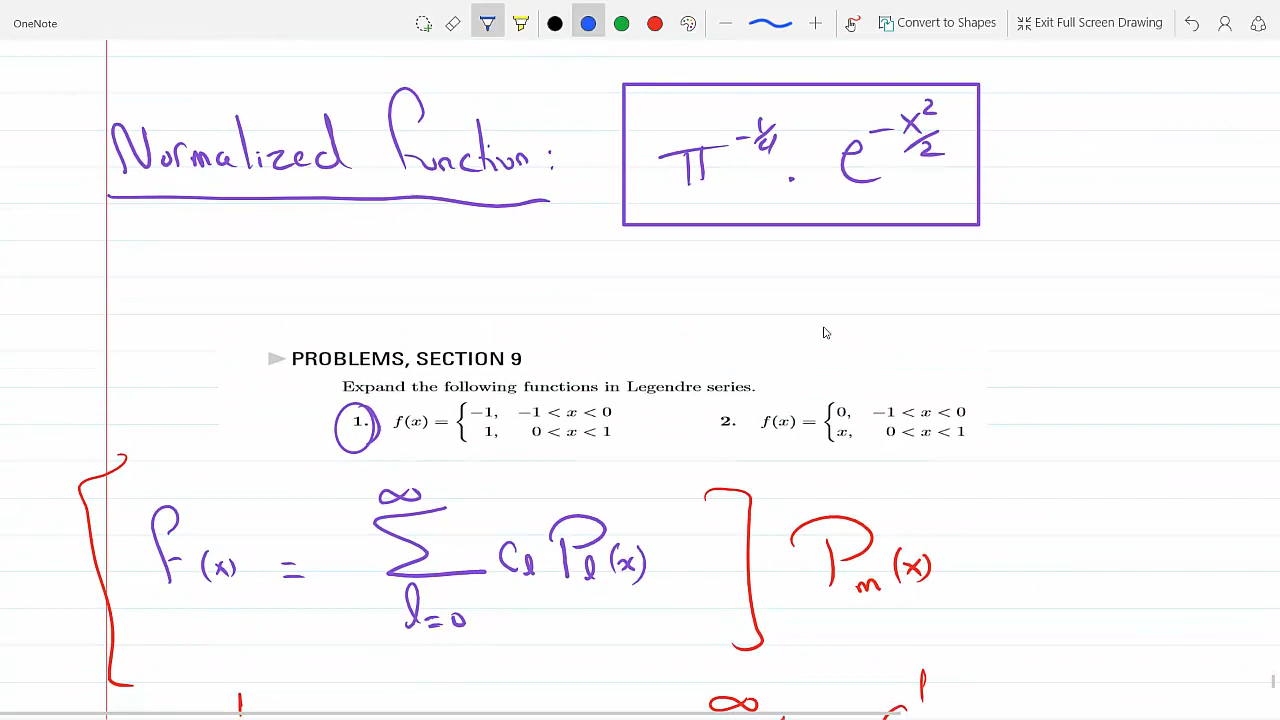 OneNote
Convert to Shapes
Exit Full Screen Drawing
Normalized function: π^{-1/4} . e^{-x^2/2}
PROBLEMS, SECTION 9
Expand the following functions in Legendre series.
1. f(x) = { −1, −1 < x < 0
1, 0 < x < 1
2. f(x) = { 0, −1 < x < 0
x, 0 < x < 1
[ f(x) = ∑_{l=0}^{∞} c_l P_l(x) ] P_m(x)
∞